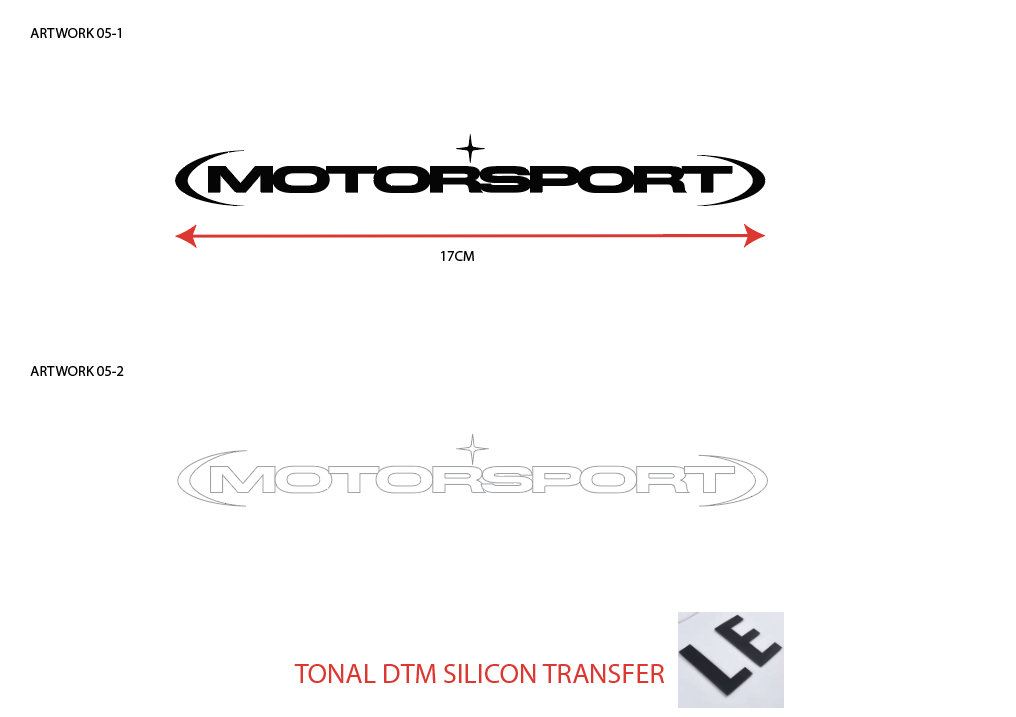 ARTWORK 05-1
MOTORSPORT
17CM
ARTWORK 05-2
MOTORSPORT
TONAL DTM SILICON TRANSFER
LE